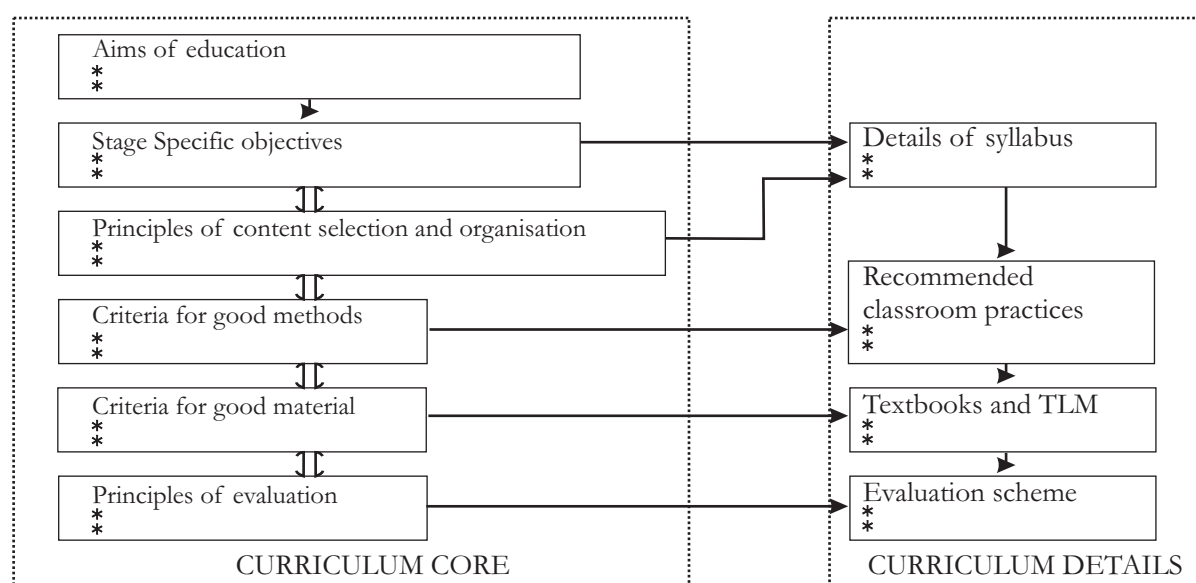 Aims of education
*
*
Stage Specific objectives
*
*
Principles of content selection and organisation
*
*
Criteria for good methods
*
*
Criteria for good material
*
*
Principles of evaluation
*
*
CURRICULUM CORE
Details of syllabus
*
*
Recommended
classroom practices
*
*
Textbooks and TLM
*
*
Evaluation scheme
*
*
CURRICULUM DETAILS